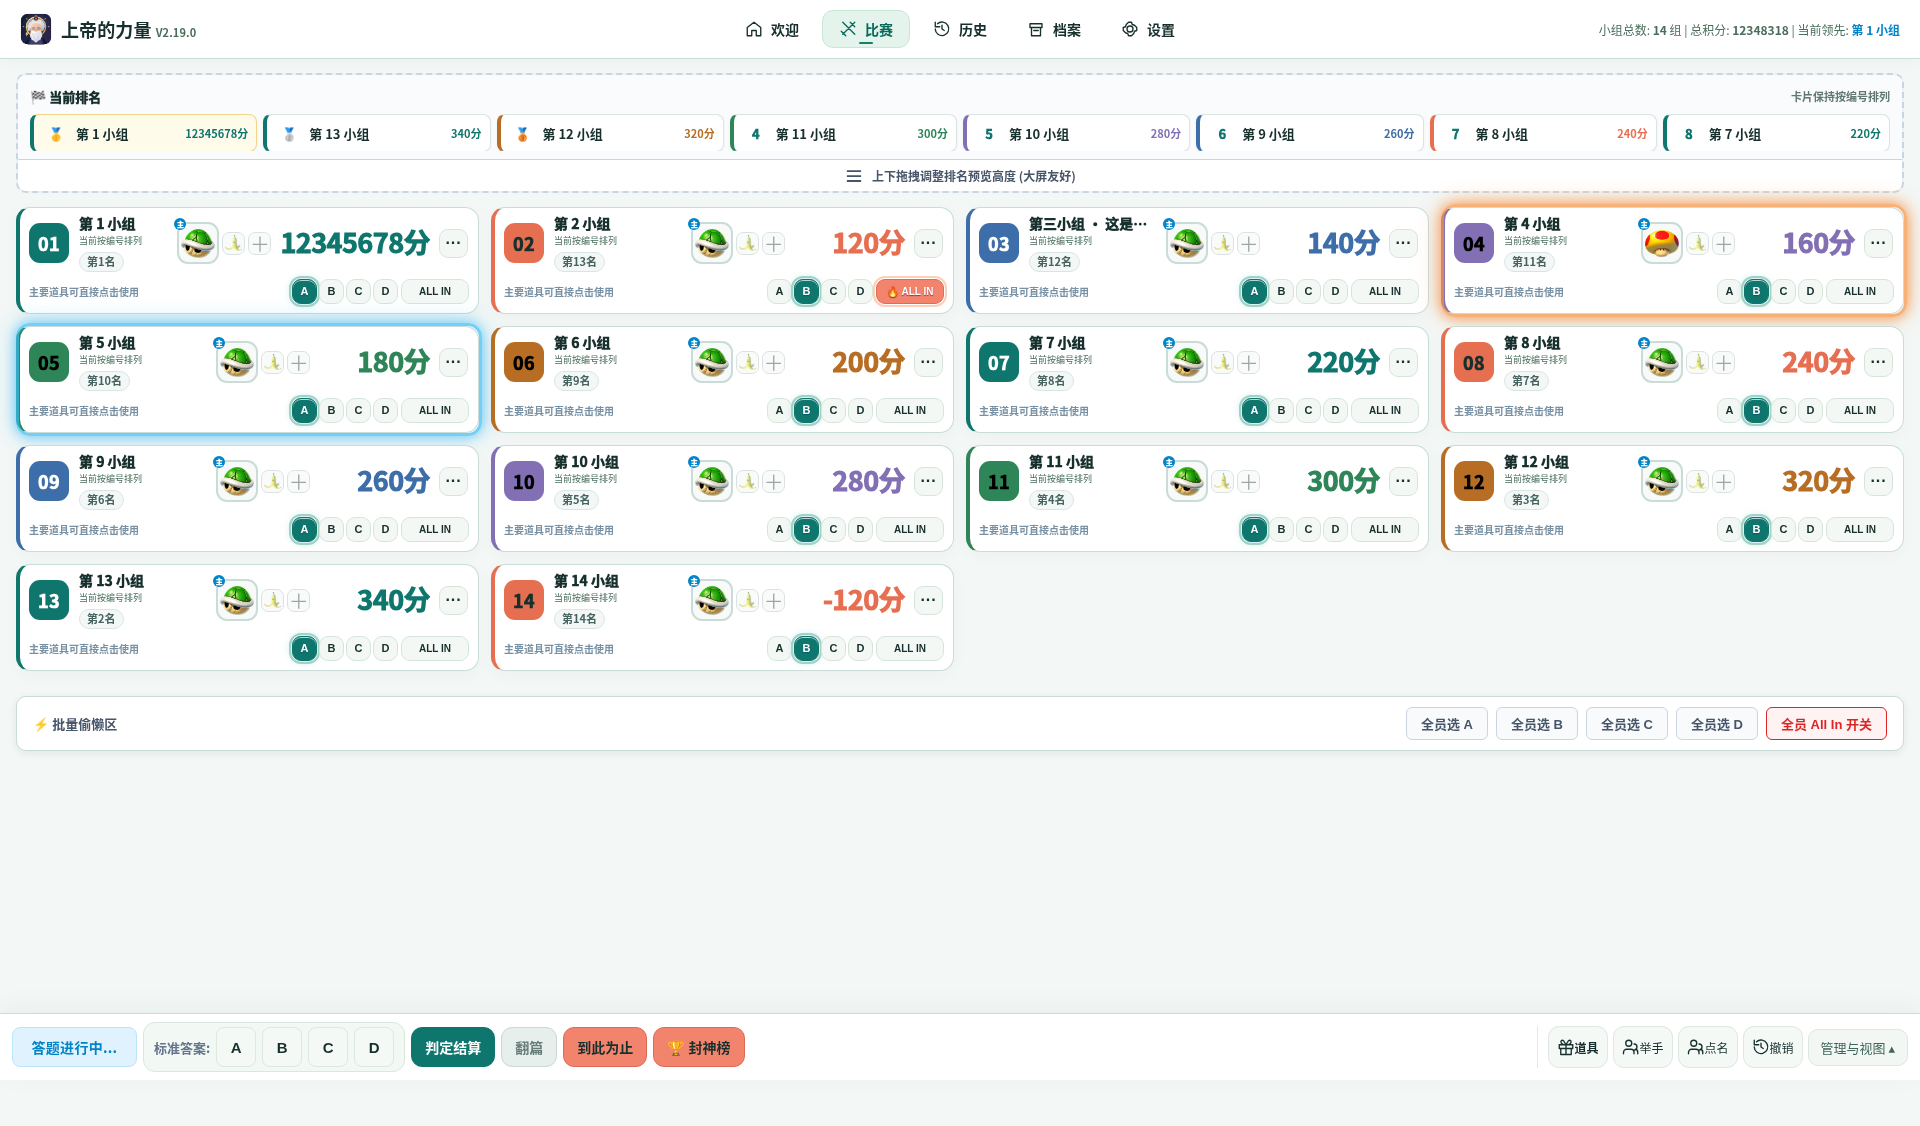 上帝的力量 V2.19.0
欢迎 比赛 历史 档案 设置
小组总数: 14 组 | 总积分: 12348318 | 当前领先: 第 1 小组
当前排名
卡片保持按编号排列
第 1 小组 12345678分
第 13 小组 340分
第 12 小组 320分
4 第 11 小组 300分
5 第 10 小组 280分
6 第 9 小组 260分
7 第 8 小组 240分
8 第 7 小组 220分
上下拖拽调整排名预览高度 (大屏友好)
01 第 1 小组 当前按编号排列 第1名 主 12345678分 ···
主要道具可直接点击使用 A B C D ALL IN
02 第 2 小组 当前按编号排列 第13名 主 120分 ···
主要道具可直接点击使用 A B C D ALL IN
03 第三小组 · 这是··· 当前按编号排列 第12名 主 140分 ···
主要道具可直接点击使用 A B C D ALL IN
04 第 4 小组 当前按编号排列 第11名 主 160分 ···
主要道具可直接点击使用 A B C D ALL IN
05 第 5 小组 当前按编号排列 第10名 主 180分 ···
主要道具可直接点击使用 A B C D ALL IN
06 第 6 小组 当前按编号排列 第9名 主 200分 ···
主要道具可直接点击使用 A B C D ALL IN
07 第 7 小组 当前按编号排列 第8名 主 220分 ···
主要道具可直接点击使用 A B C D ALL IN
08 第 8 小组 当前按编号排列 第7名 主 240分 ···
主要道具可直接点击使用 A B C D ALL IN
09 第 9 小组 当前按编号排列 第6名 主 260分 ···
主要道具可直接点击使用 A B C D ALL IN
10 第 10 小组 当前按编号排列 第5名 主 280分 ···
主要道具可直接点击使用 A B C D ALL IN
11 第 11 小组 当前按编号排列 第4名 主 300分 ···
主要道具可直接点击使用 A B C D ALL IN
12 第 12 小组 当前按编号排列 第3名 主 320分 ···
主要道具可直接点击使用 A B C D ALL IN
13 第 13 小组 当前按编号排列 第2名 主 340分 ···
主要道具可直接点击使用 A B C D ALL IN
14 第 14 小组 当前按编号排列 第14名 主 -120分 ···
主要道具可直接点击使用 A B C D ALL IN
⚡ 批量偷懒区 全员选 A 全员选 B 全员选 C 全员选 D 全员 All In 开关
答题进行中... 标准答案: A B C D 判定结算 翻篇 到此为止 🏆 封神榜 道具 举手 点名 撤销 管理与视图 ▴